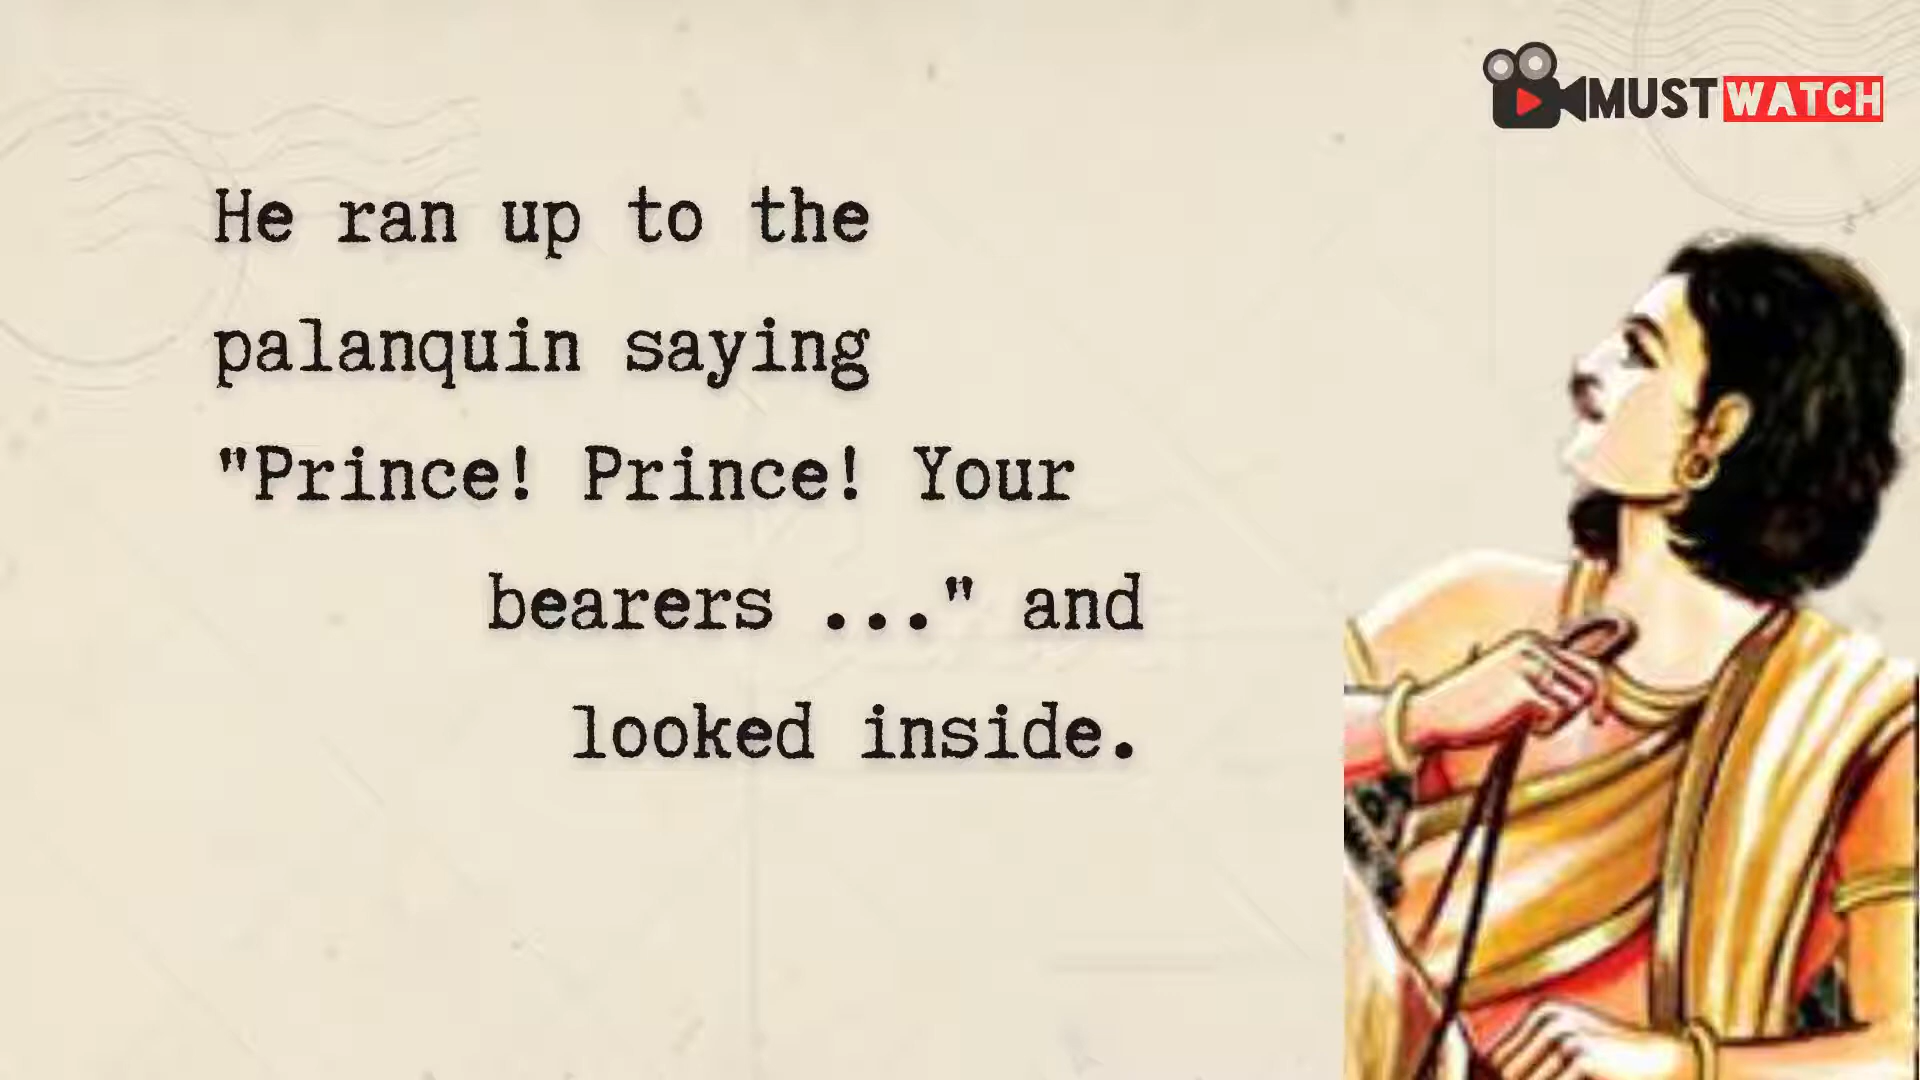 MUSTWATCH
He ran up to the
palanquin saying
"Prince! Prince! Your
bearers ..." and
looked inside.